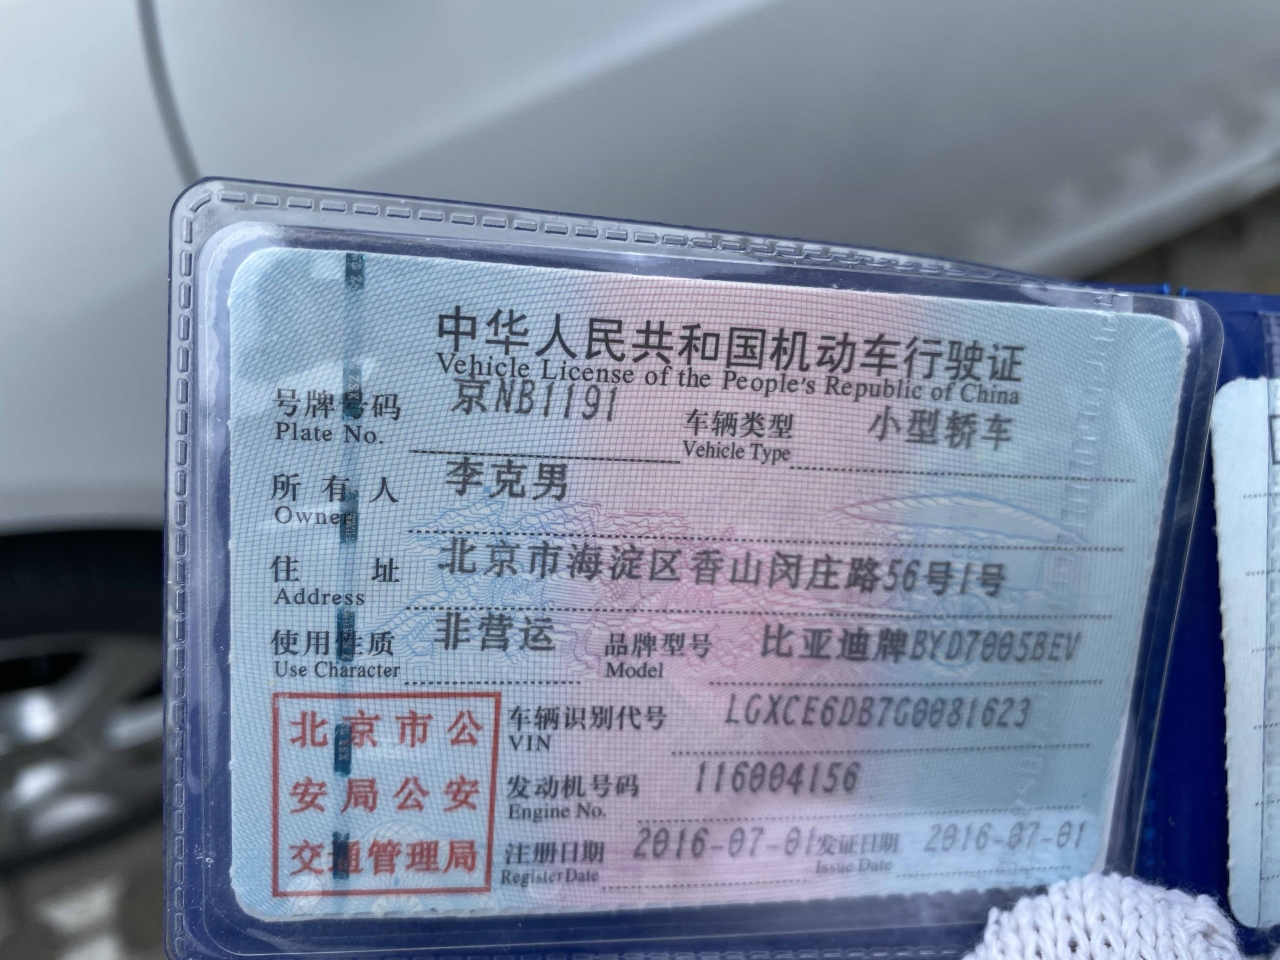 中华人民共和国机动车行驶证
Vehicle License of the People's Republic of China
号牌号码 京NB1191 车辆类型 小型轿车
Plate No. Vehicle Type
所有人 李克男
Owner
住址 北京市海淀区香山闵庄路56号1号
Address
使用性质 非营运 品牌型号 比亚迪牌BYD7005BEV
Use Character Model
北京市公
安局公安
交通管理局
车辆识别代号 LGXCE6DB7G0081623
VIN
发动机号码 116004156
Engine No.
注册日期 2016-07-01 发证日期 2016-07-01
Register Date Issue Date